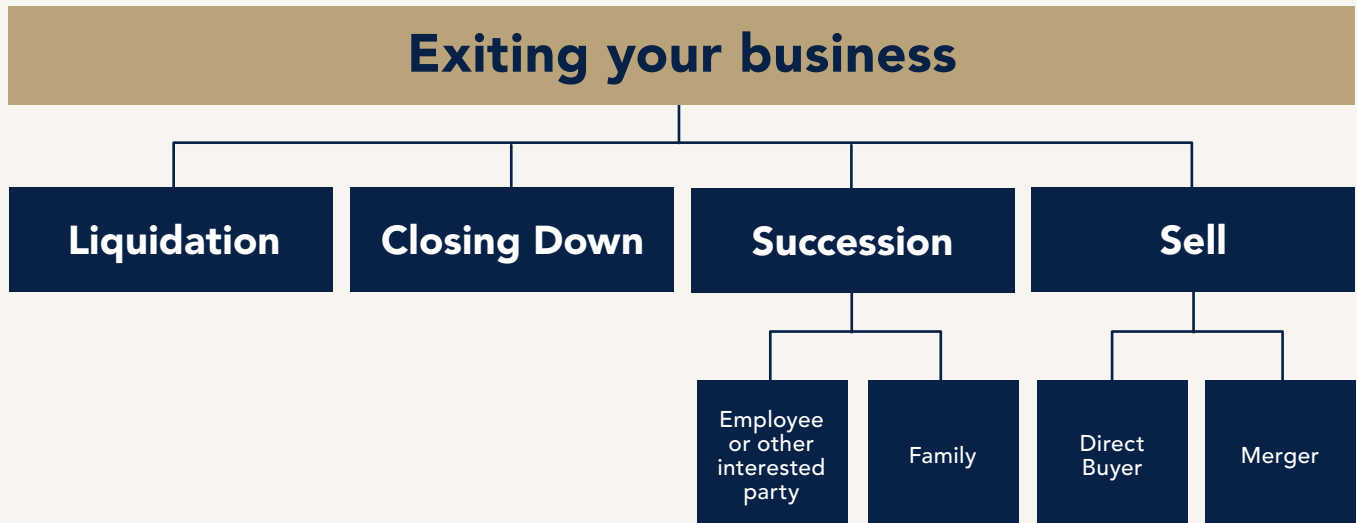 Exiting your business
Liquidation
Closing Down
Succession
Sell
Employee
or other
interested
party
Family
Direct
Buyer
Merger